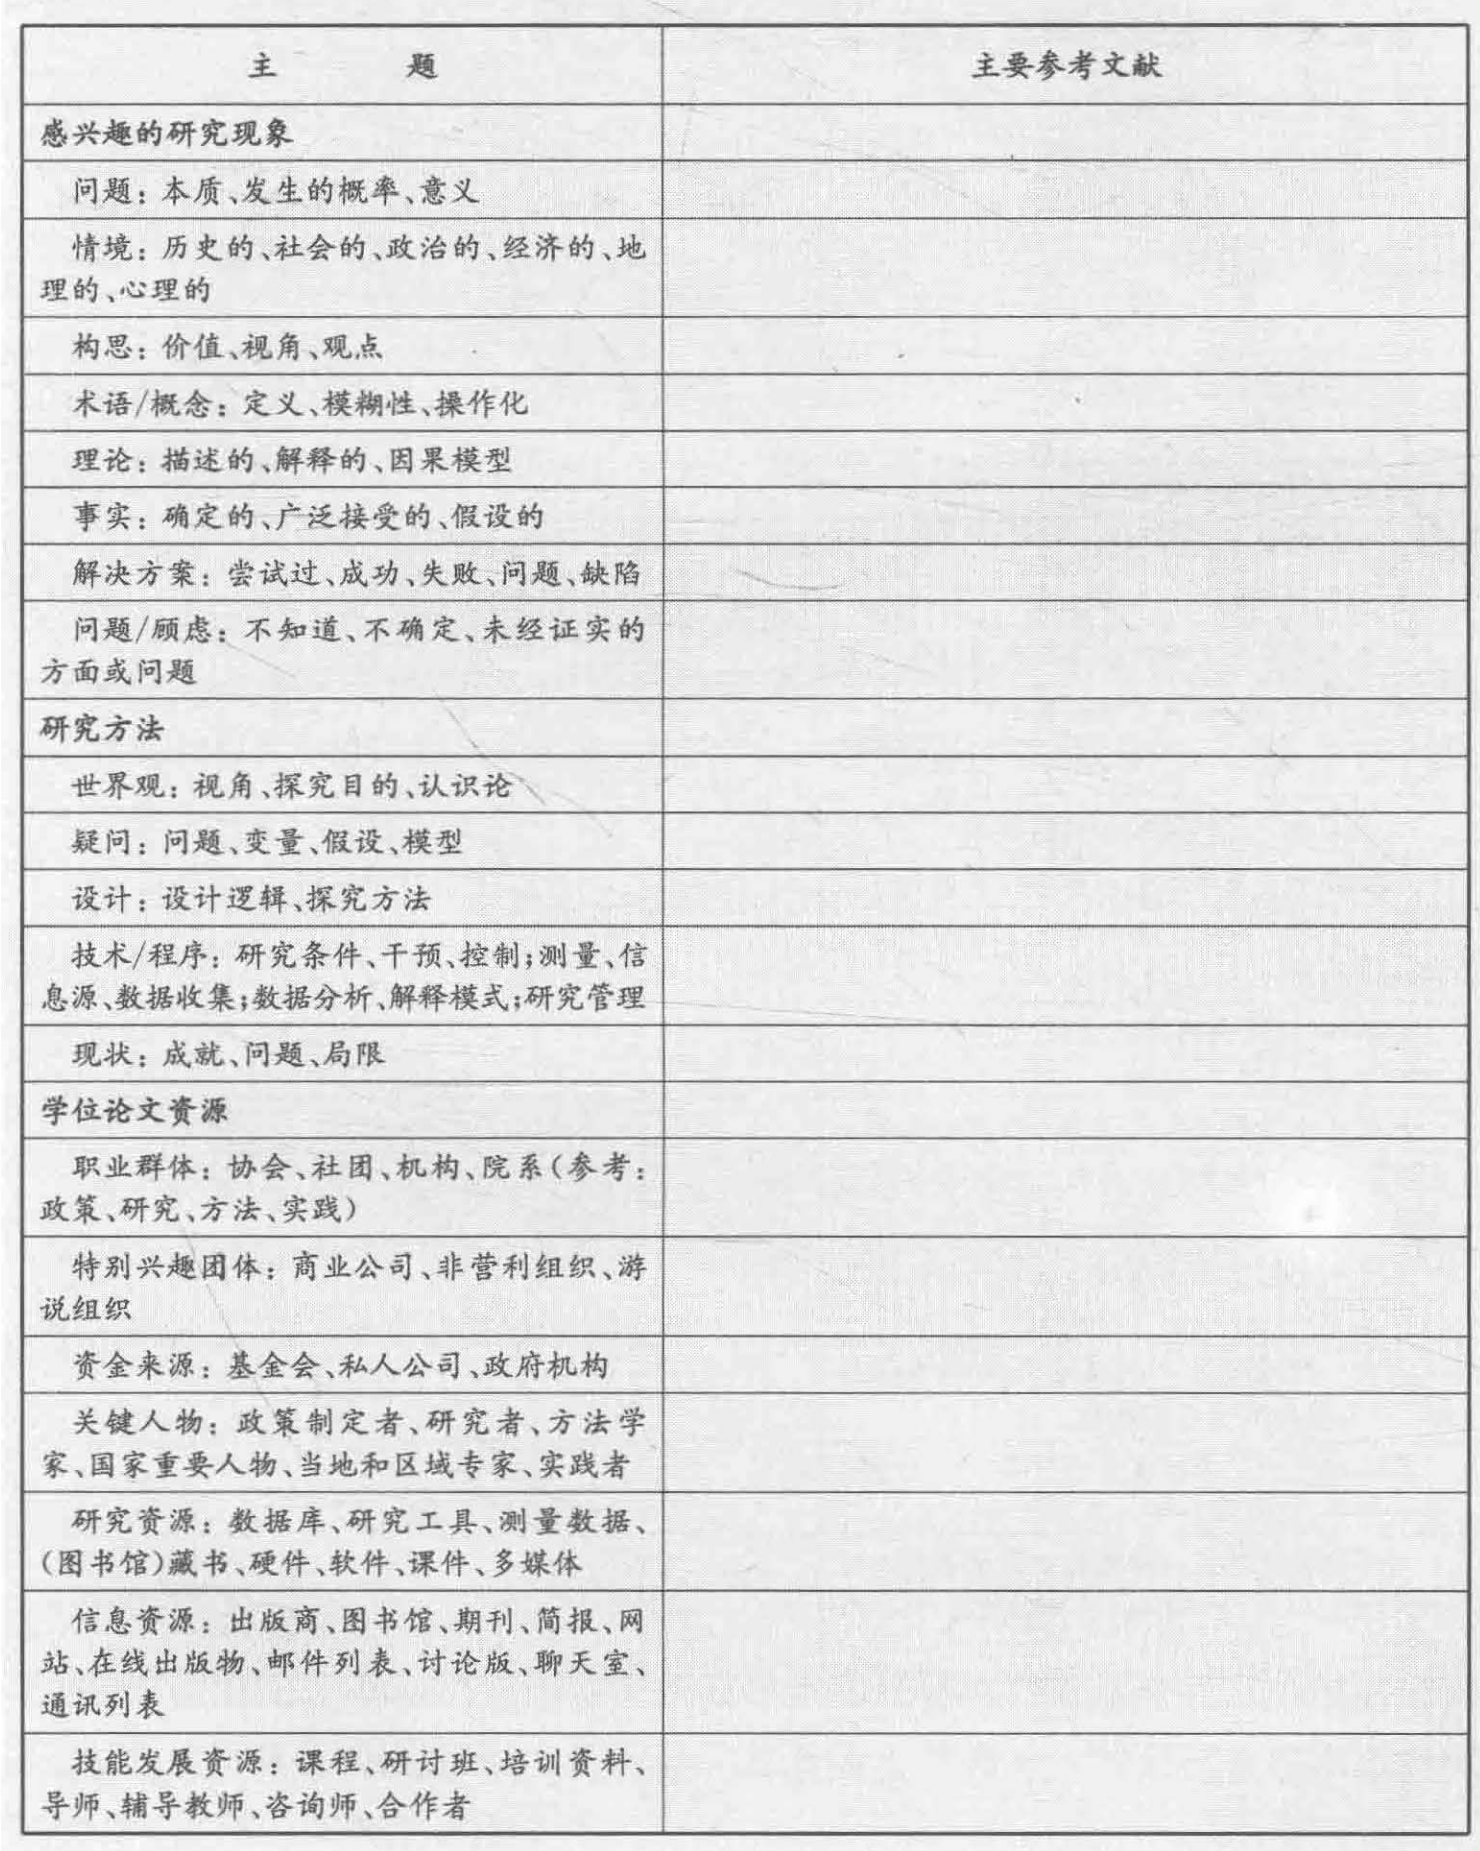 主 题 主要参考文献
感兴趣的研究现象
问题：本质、发生的概率、意义
情境：历史的、社会的、政治的、经济的、地
理的、心理的
构思：价值、视角、观点
术语/概念：定义、模糊性、操作化
理论：描述的、解释的、因果模型
事实：确定的、广泛接受的、假设的
解决方案：尝试过、成功、失败、问题、缺陷
问题/顾虑：不知道、不确定、未经证实的
方面或问题
研究方法
世界观：视角、探究目的、认识论
疑问：问题、变量、假设、模型
设计：设计逻辑、探究方法
技术/程序：研究条件、干预、控制；测量、信
息源、数据收集；数据分析、解释模式；研究管理
现状：成就、问题、局限
学位论文资源
职业群体：协会、社团、机构、院系（参考：
政策、研究、方法、实践）
特别兴趣团体：商业公司、非营利组织、游
说组织
资金来源：基金会、私人公司、政府机构
关键人物：政策制定者、研究者、方法学
家、国家重要人物、当地和区域专家、实践者
研究资源：数据库、研究工具、测量数据、
（图书馆）藏书、硬件、软件、课件、多媒体
信息资源：出版商、图书馆、期刊、简报、网
站、在线出版物、邮件列表、讨论版、聊天室、
通讯列表
技能发展资源：课程、研讨班、培训资料、
导师、辅导教师、咨询师、合作者